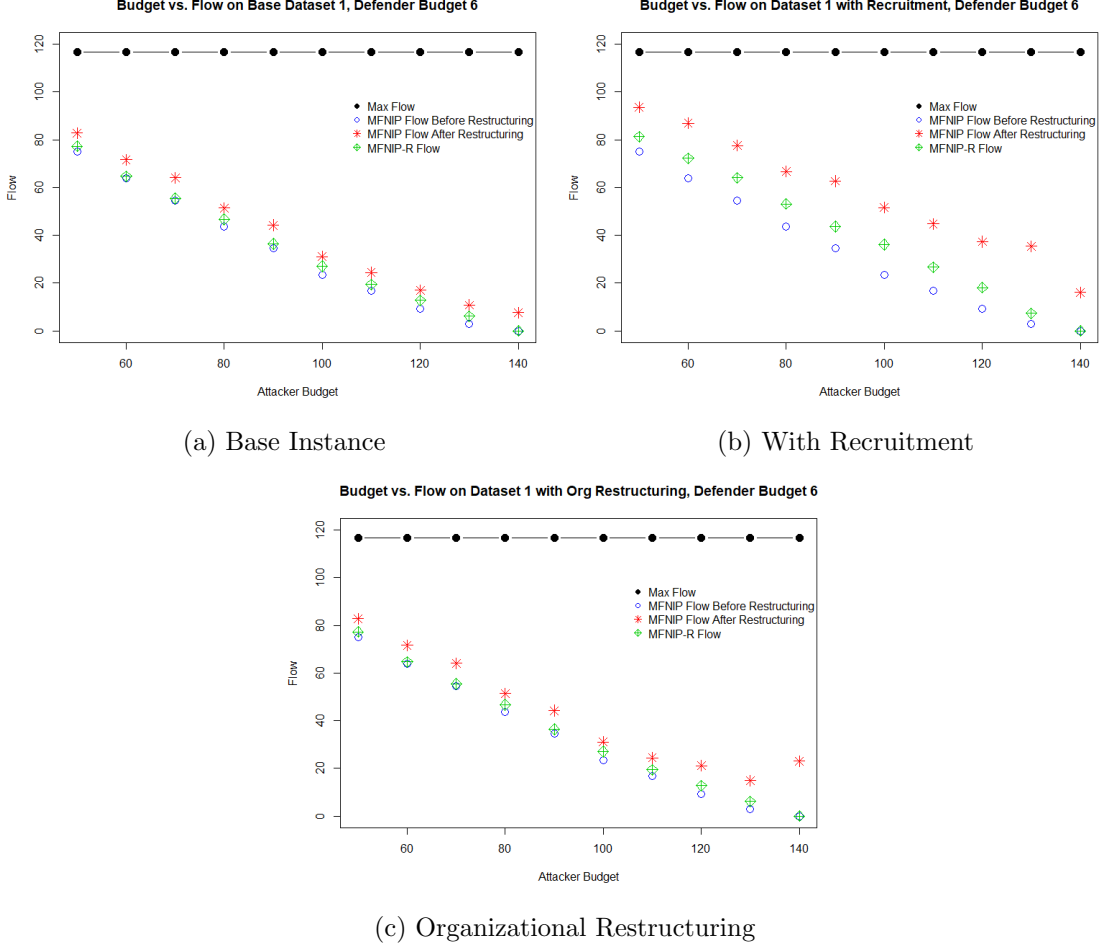 Budget vs. Flow on Base Dataset 1, Defender Budget 6
120
100
80
60
40
20
0
Flow
Max Flow
MFNIP Flow Before Restructuring
MFNIP Flow After Restructuring
MFNIP-R Flow
60 80 100 120 140
Attacker Budget
(a) Base Instance
Budget vs. Flow on Dataset 1 with Recruitment, Defender Budget 6
120
100
80
60
40
20
0
Flow
Max Flow
MFNIP Flow Before Restructuring
MFNIP Flow After Restructuring
MFNIP-R Flow
60 80 100 120 140
Attacker Budget
(b) With Recruitment
Budget vs. Flow on Dataset 1 with Org Restructuring, Defender Budget 6
120
100
80
60
40
20
0
Flow
Max Flow
MFNIP Flow Before Restructuring
MFNIP Flow After Restructuring
MFNIP-R Flow
60 80 100 120 140
Attacker Budget
(c) Organizational Restructuring